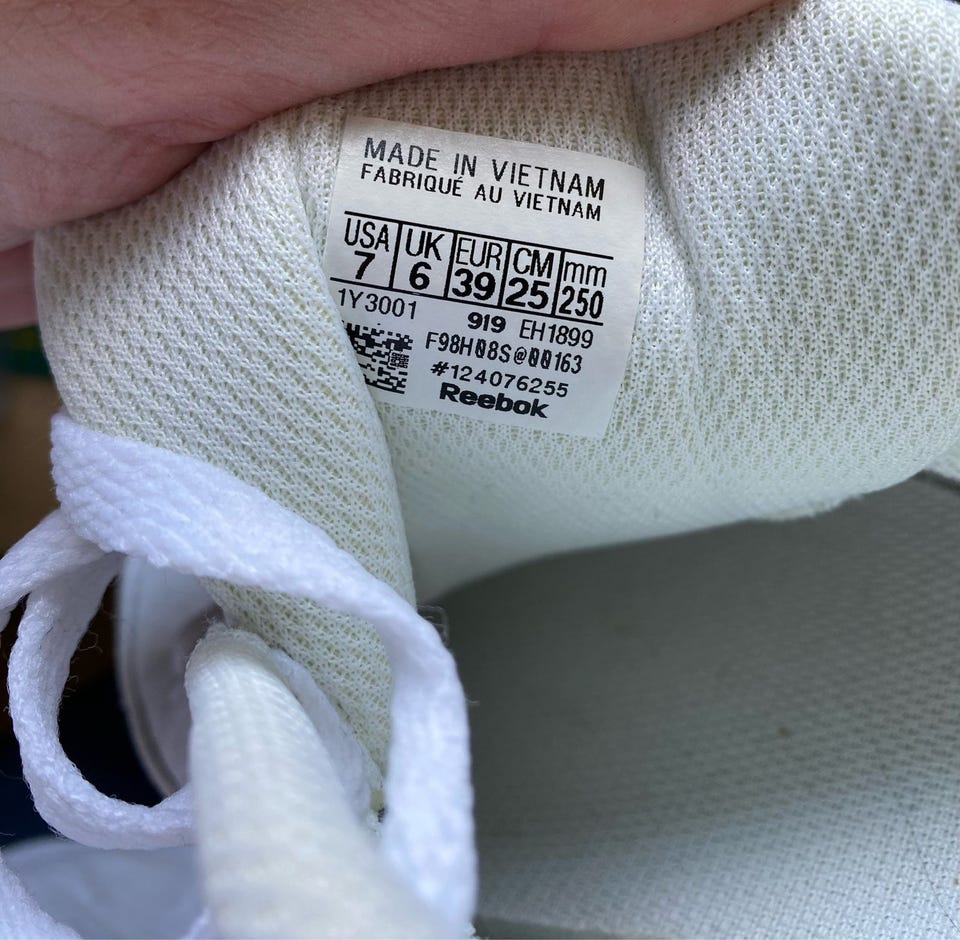 MADE IN VIETNAM
FABRIQUÉ AU VIETNAM
USA UK EUR CM mm
7 6 39 25 250
1Y3001 919 EH1899
F98H08S@00163
#124076255
Reebok